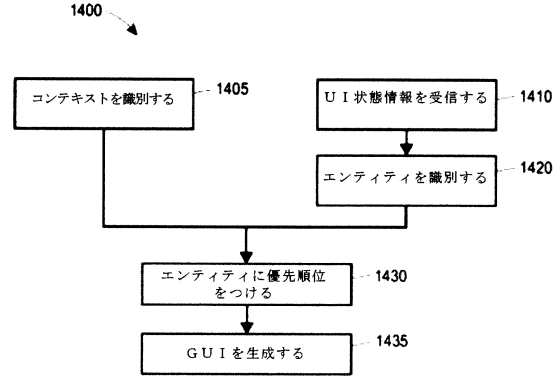 1400
コンテキストを識別する
1405
UI状態情報を受信する
1410
エンティティを識別する
1420
エンティティに優先順位
をつける
1430
GUIを生成する
1435